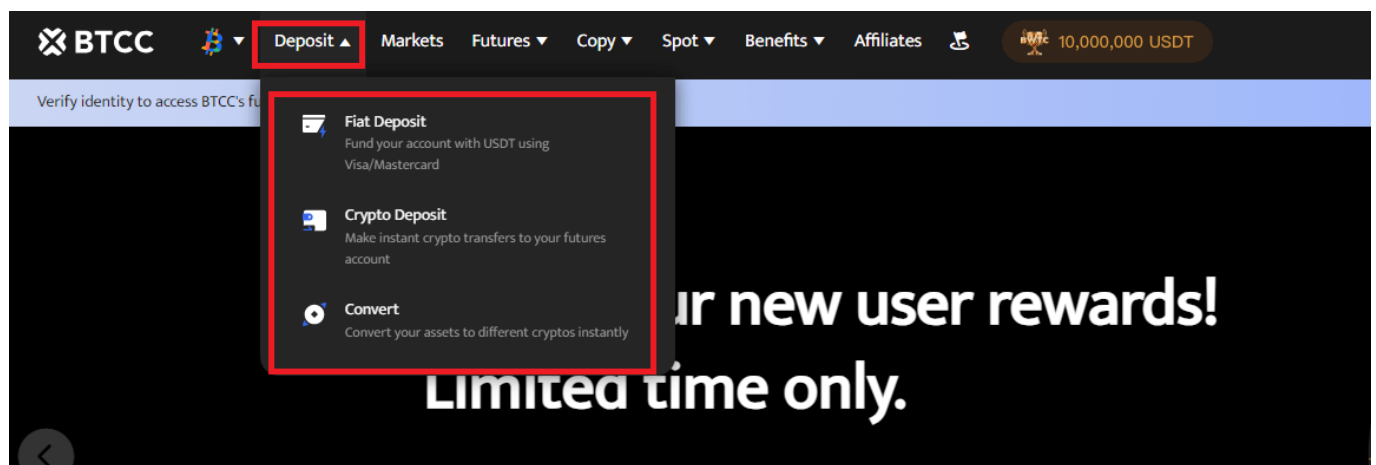 BTCC
Deposit
Markets
Futures
Copy
Spot
Benefits
Affiliates
10,000,000 USDT
Verify identity to access BTCC's
Fiat Deposit
Fund your account with USDT using
Visa/Mastercard
Crypto Deposit
Make instant crypto transfers to your futures
account
Convert
Convert your assets to different cryptos instantly
new user rewards!
Limited time only.